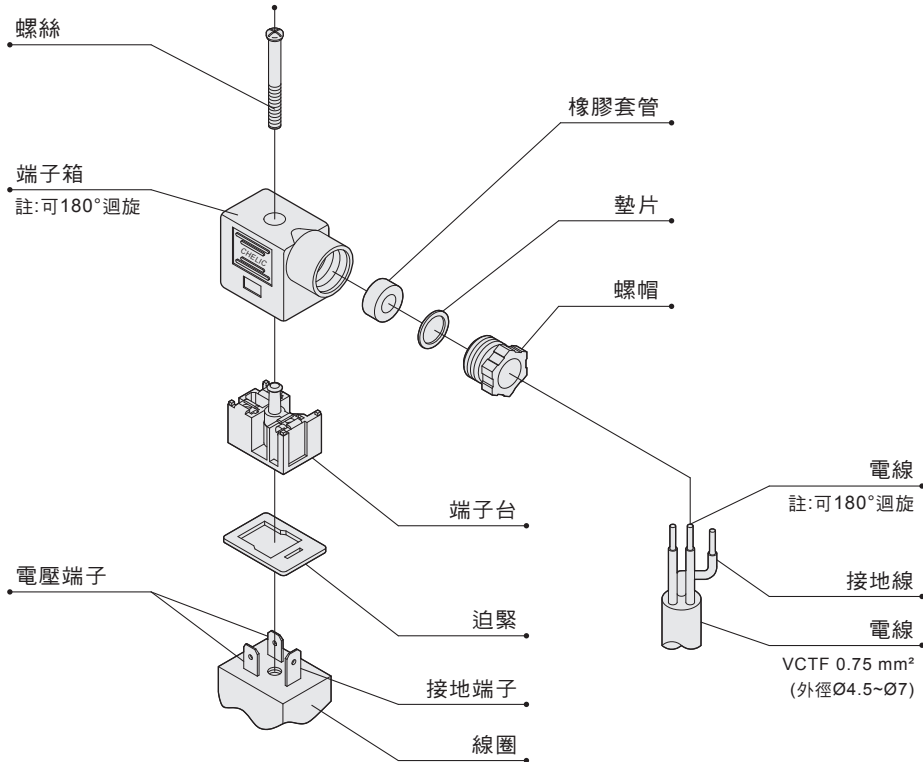 螺絲
橡膠套管
端子箱
註:可180°迴旋
墊片
CHELIC
螺帽
電線
註:可180°迴旋
端子台
電壓端子
接地線
迫緊
電線
VCTF 0.75 mm²
(外徑Ø4.5~Ø7)
接地端子
線圈